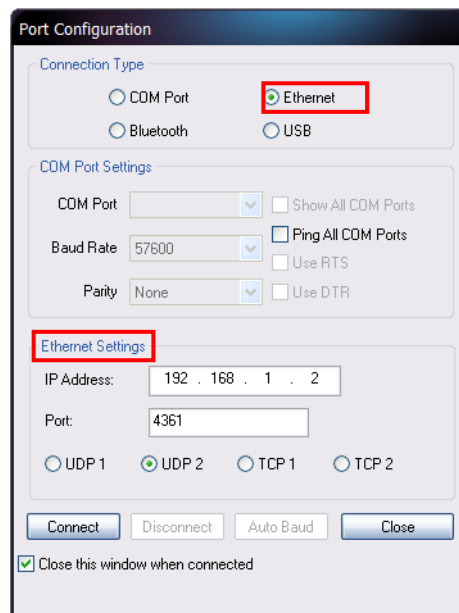 Port Configuration
Connection Type
COM Port Ethernet
Bluetooth USB
COM Port Settings
COM Port Show All COM Ports
Ping All COM Ports
Baud Rate 57600
Use RTS
Parity None Use DTR
Ethernet Settings
IP Address: 192 . 168 . 1 . 2
Port: 4361
UDP 1 UDP 2 TCP 1 TCP 2
Connect Disconnect Auto Baud Close
Close this window when connected